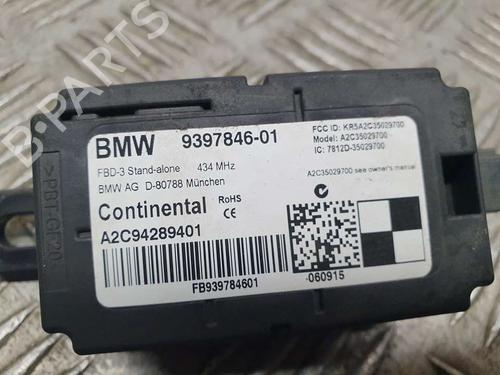 B-PARTS
BMW 9397846-01
FBD-3 Stand-alone 434 MHz
BMW AG D-80788 München
Continental RoHS
CE
A2C94289401
FB939784601
FCC ID: KR5A2C35029700
Model: A2C35029700
IC: 7812D-35029700
A2C35029700 see owner's manual
-060915
>PBT-GF20